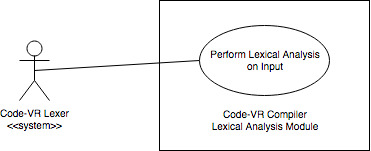 Perform Lexical Analysis
on Input
Code-VR Lexer
<<system>>
Code-VR Compiler
Lexical Analysis Module